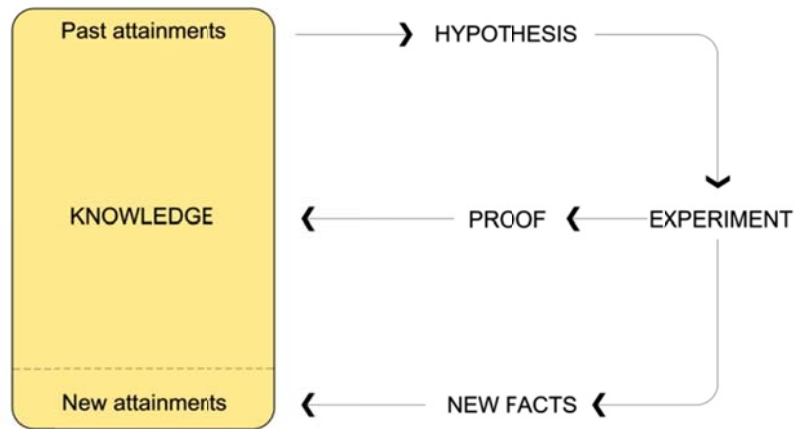 Past attainments
HYPOTHESIS
KNOWLEDGE
PROOF
EXPERIMENT
New attainments
NEW FACTS